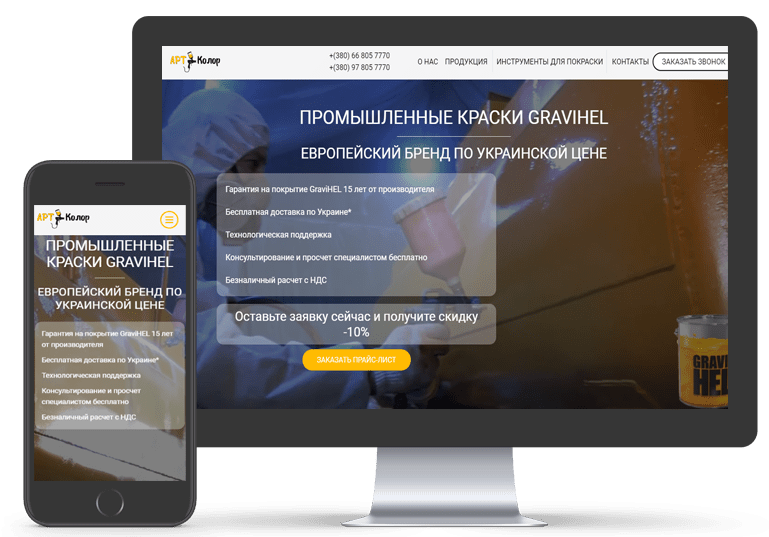 АРТ Колор
+(380) 66 805 7770
+(380) 97 805 7770
О НАС ПРОДУКЦИЯ ИНСТРУМЕНТЫ ДЛЯ ПОКРАСКИ КОНТАКТЫ ЗАКАЗАТЬ ЗВОНОК
ПРОМЫШЛЕННЫЕ КРАСКИ GRAVIHEL
ЕВРОПЕЙСКИЙ БРЕНД ПО УКРАИНСКОЙ ЦЕНЕ
Гарантия на покрытие GraviHEL 15 лет от производителя
Бесплатная доставка по Украине*
Технологическая поддержка
Консультирование и просчет специалистом бесплатно
Безналичный расчет с НДС
Оставьте заявку сейчас и получите скидку
-10%
ЗАКАЗАТЬ ПРАЙС-ЛИСТ
GRAVI
HEL
АРТ Колор
ПРОМЫШЛЕННЫЕ
КРАСКИ GRAVIHEL
ЕВРОПЕЙСКИЙ БРЕНД ПО
УКРАИНСКОЙ ЦЕНЕ
Гарантия на покрытие GraviHEL 15 лет
от производителя
Бесплатная доставка по Украине*
Технологическая поддержка
Консультирование и просчет
специалистом бесплатно
Безналичный расчет с НДС